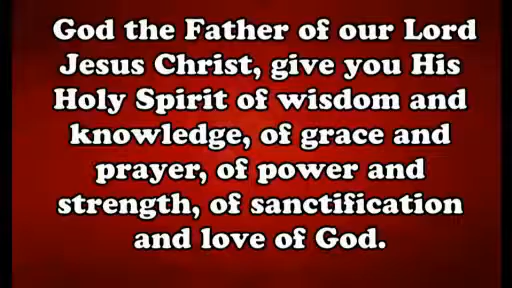 God the Father of our Lord
Jesus Christ, give you His
Holy Spirit of wisdom and
knowledge, of grace and
prayer, of power and
strength, of sanctification
and love of God.